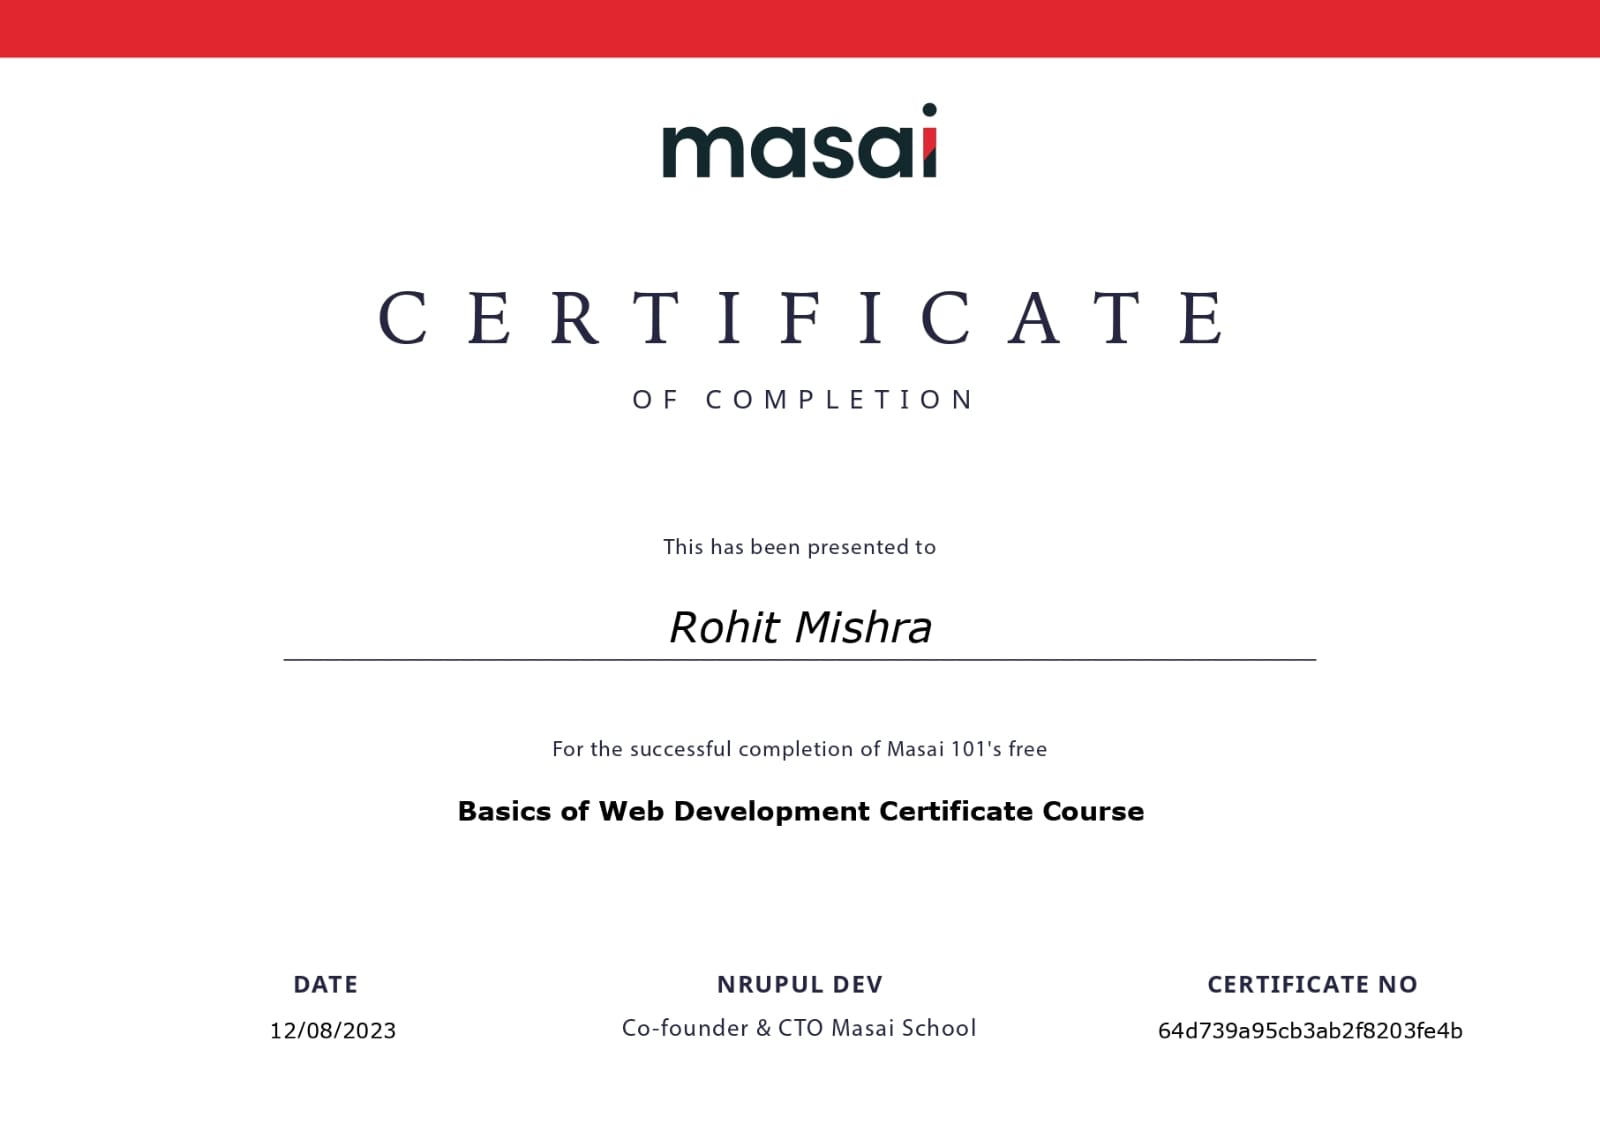 masai
CERTIFICATE
OF COMPLETION
This has been presented to
Rohit Mishra
For the successful completion of Masai 101's free
Basics of Web Development Certificate Course
DATE
12/08/2023
NRUPUL DEV
Co-founder & CTO Masai School
CERTIFICATE NO
64d739a95cb3ab2f8203fe4b